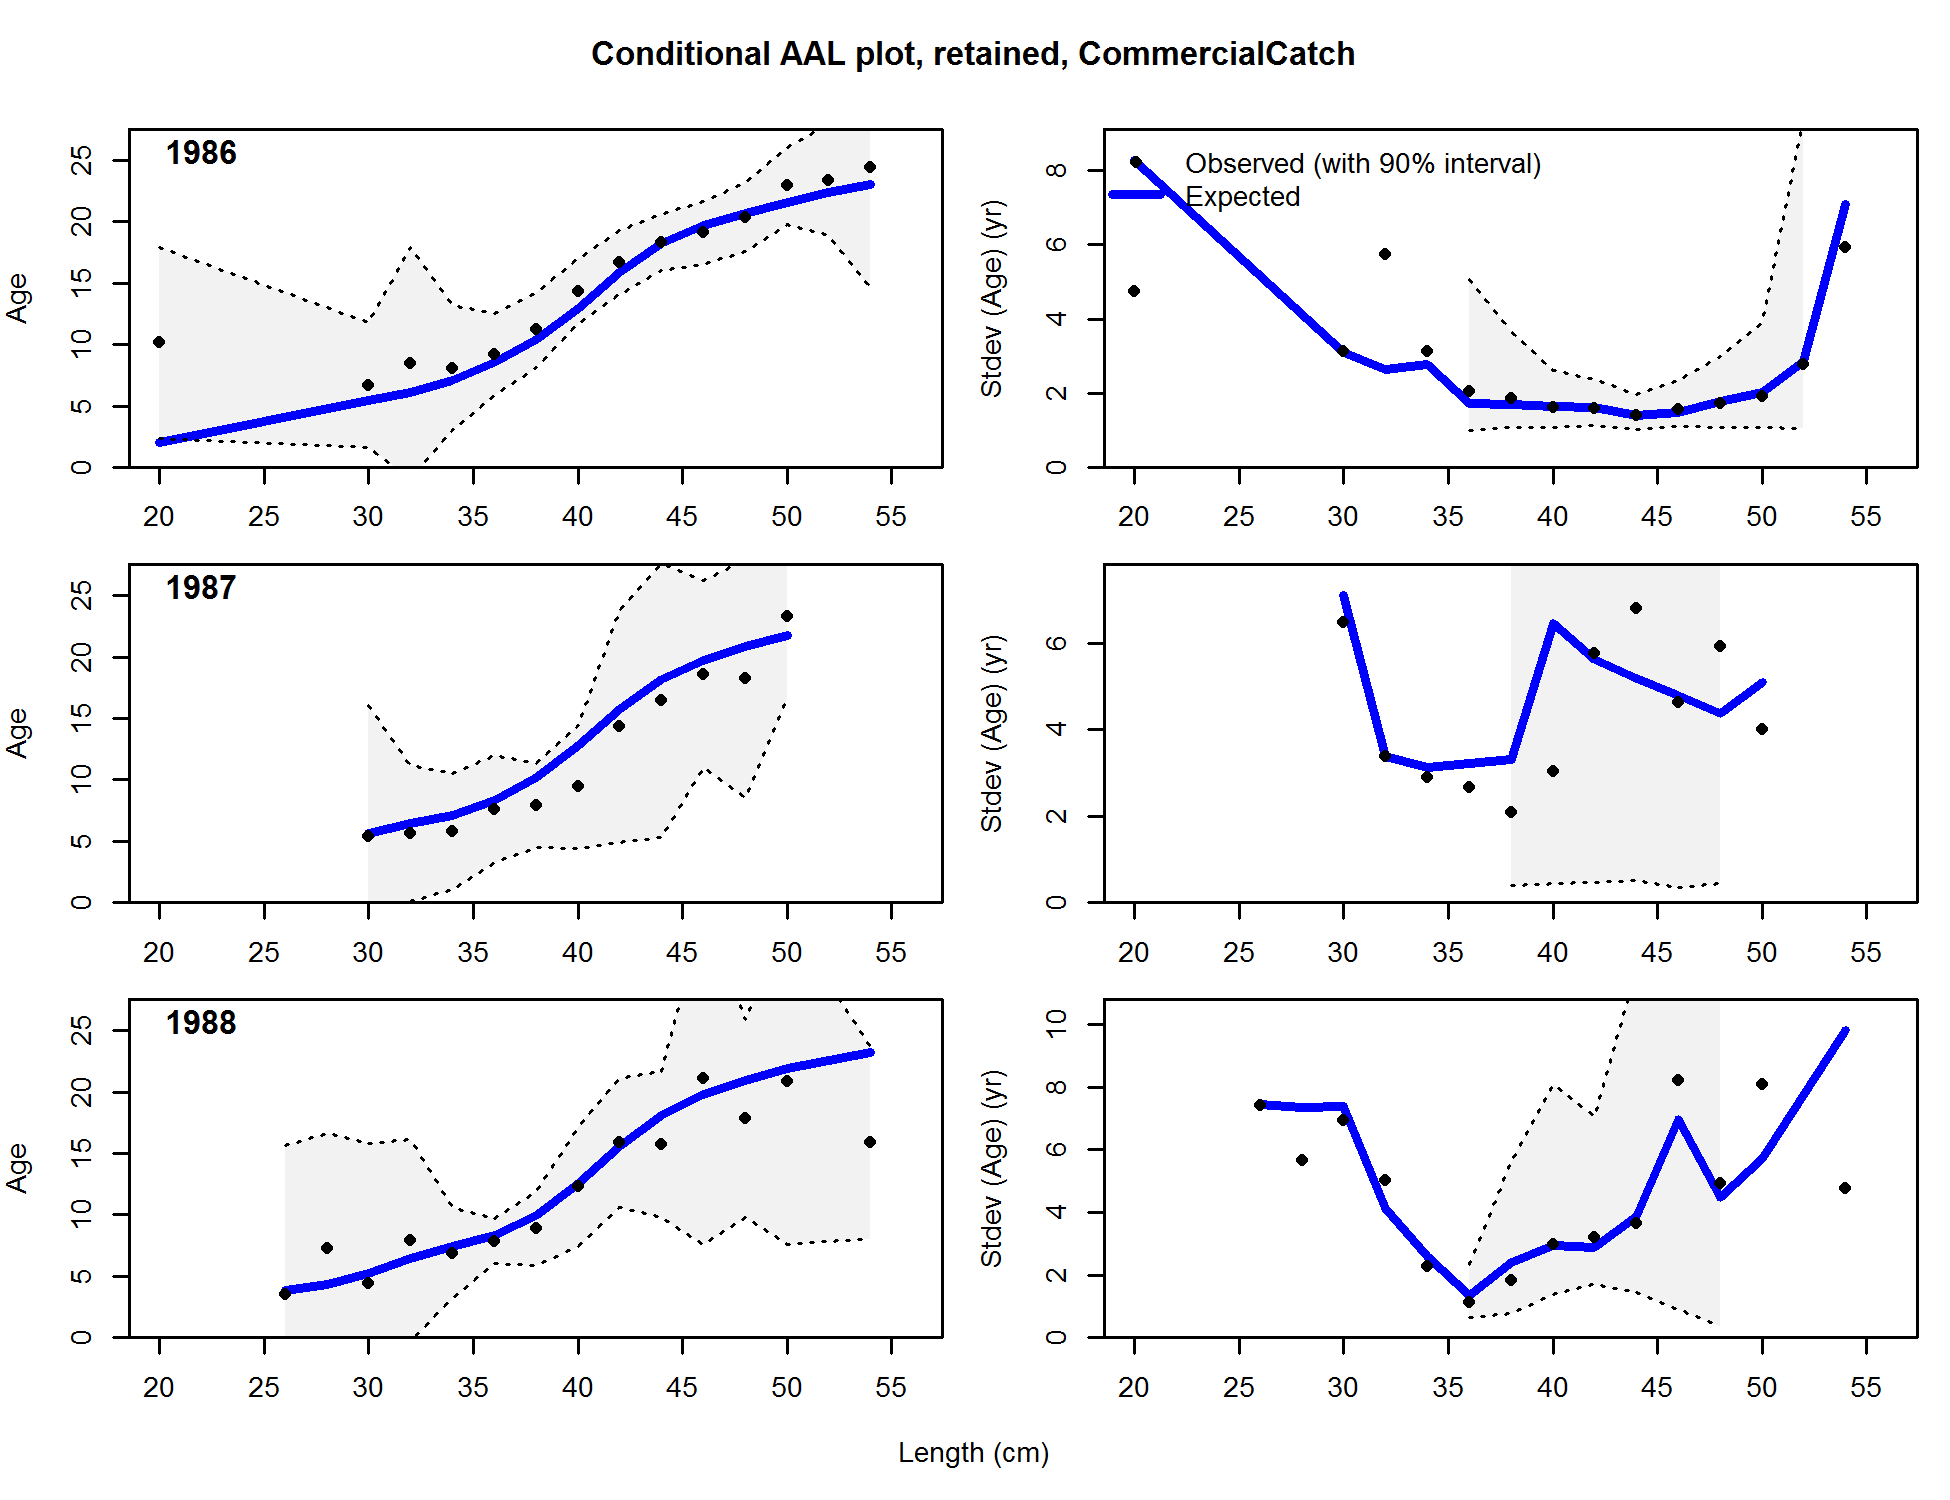 Conditional AAL plot, retained, CommercialCatch
1986
Age
0 5 10 15 20 25
20 25 30 35 40 45 50 55
Observed (with 90% interval)
Expected
Stdev (Age) (yr)
0 2 4 6 8
20 25 30 35 40 45 50 55
1987
Age
0 5 10 15 20 25
20 25 30 35 40 45 50 55
Stdev (Age) (yr)
0 2 4 6
20 25 30 35 40 45 50 55
1988
Age
0 5 10 15 20 25
20 25 30 35 40 45 50 55
Stdev (Age) (yr)
0 2 4 6 8 10
20 25 30 35 40 45 50 55
Length (cm)